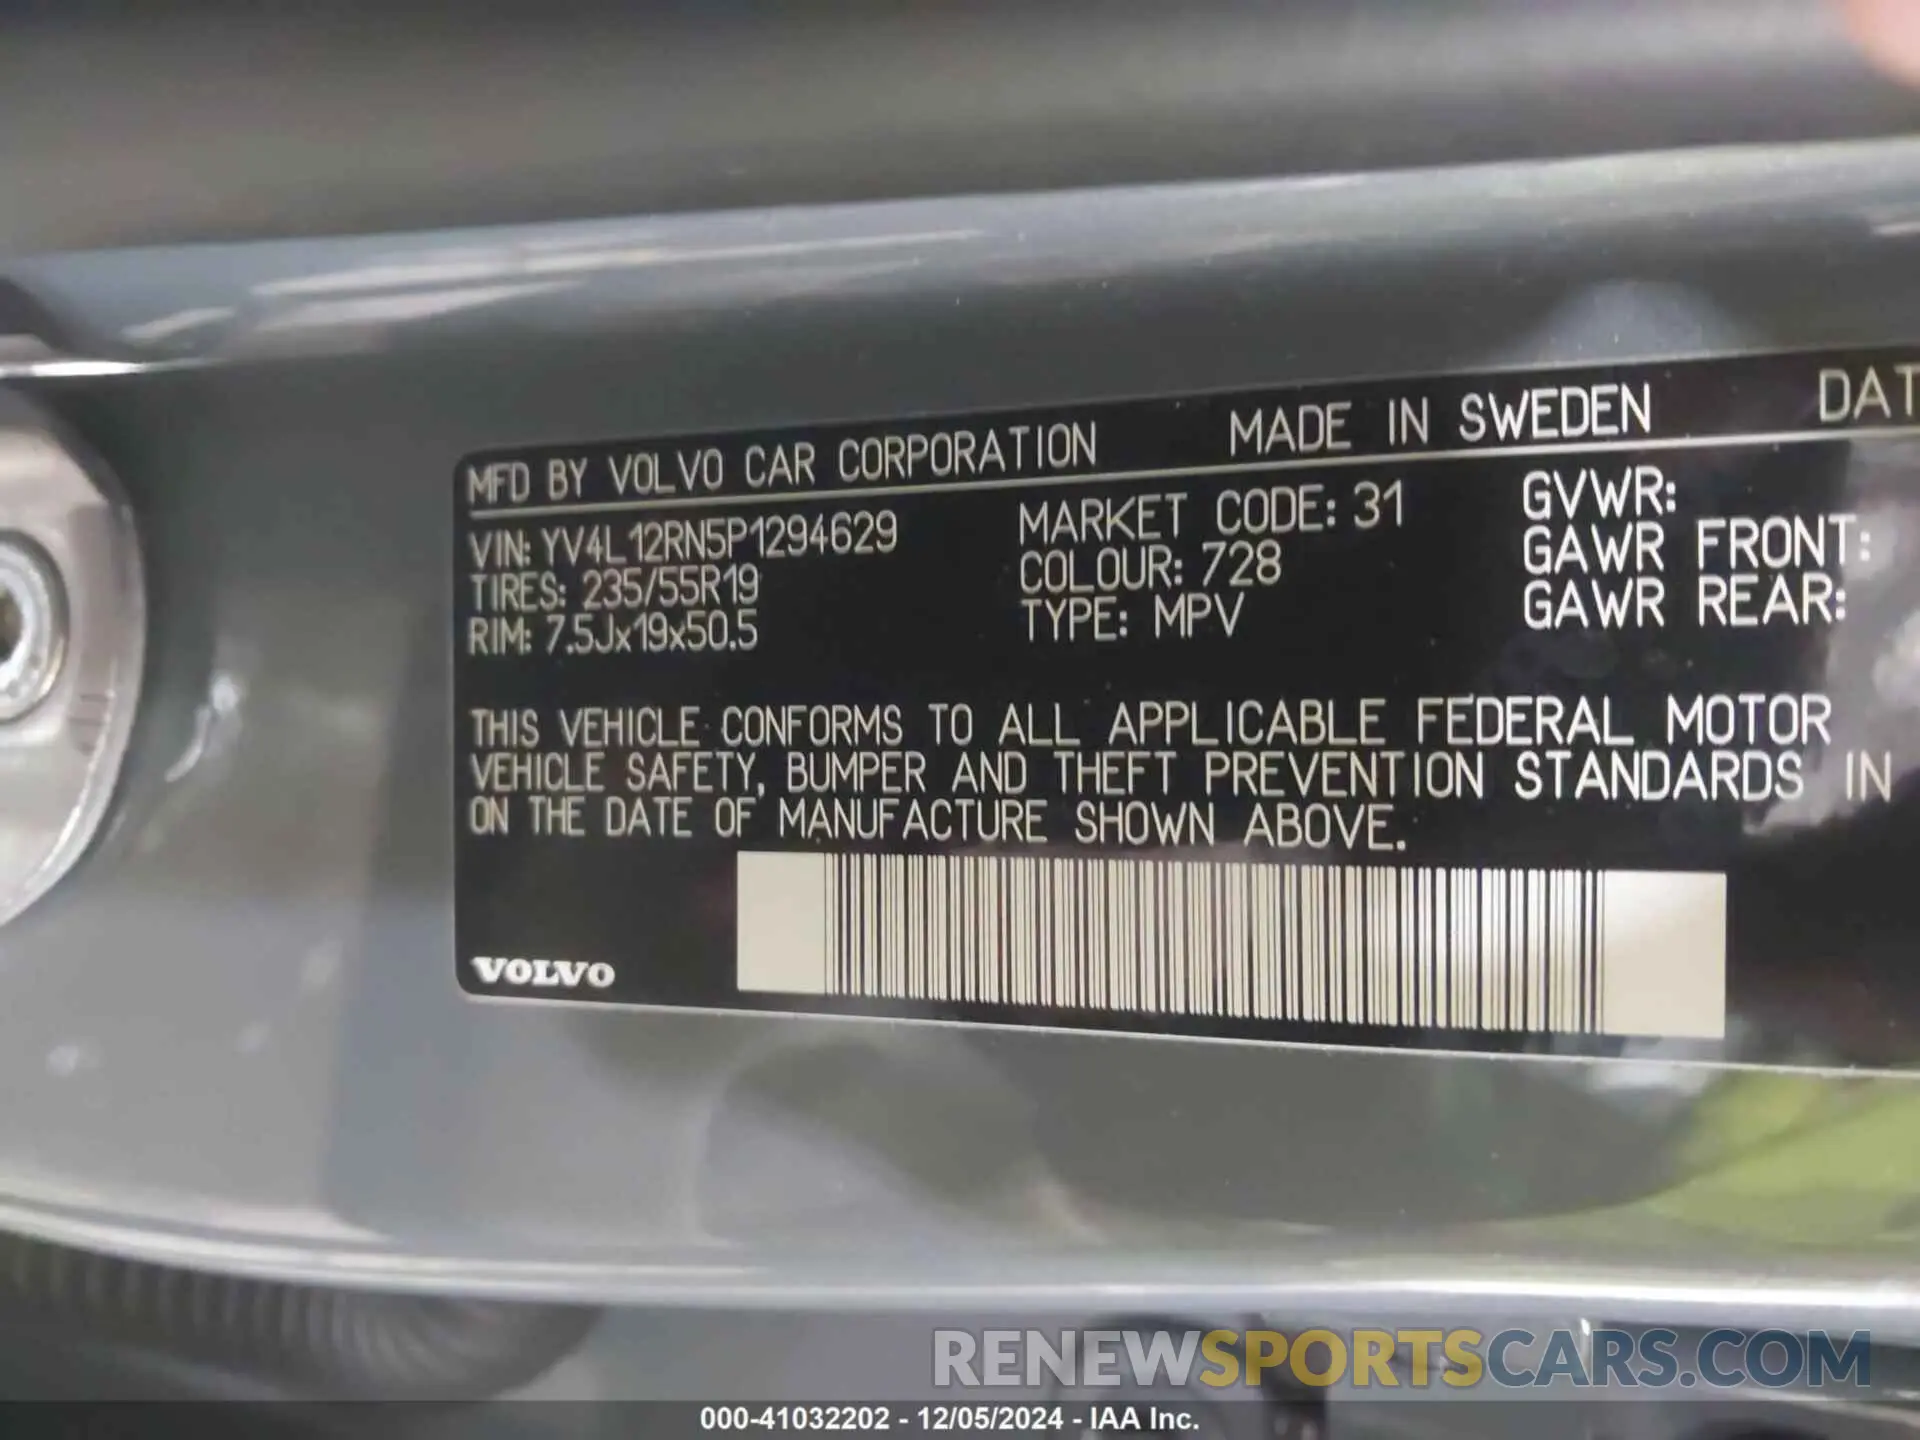 MFD BY VOLVO CAR CORPORATION MADE IN SWEDEN DAT
VIN: YV4L12RN5P1294629 MARKET CODE: 31 GVWR:
TIRES: 235/55R19 COLOUR: 728 GAWR FRONT:
RIM: 7.5Jx19x50.5 TYPE: MPV GAWR REAR:
THIS VEHICLE CONFORMS TO ALL APPLICABLE FEDERAL MOTOR
VEHICLE SAFETY, BUMPER AND THEFT PREVENTION STANDARDS IN
ON THE DATE OF MANUFACTURE SHOWN ABOVE.
VOLVO
RENEWSPORTSCARS.COM
000-41032202 - 12/05/2024 - IAA Inc.